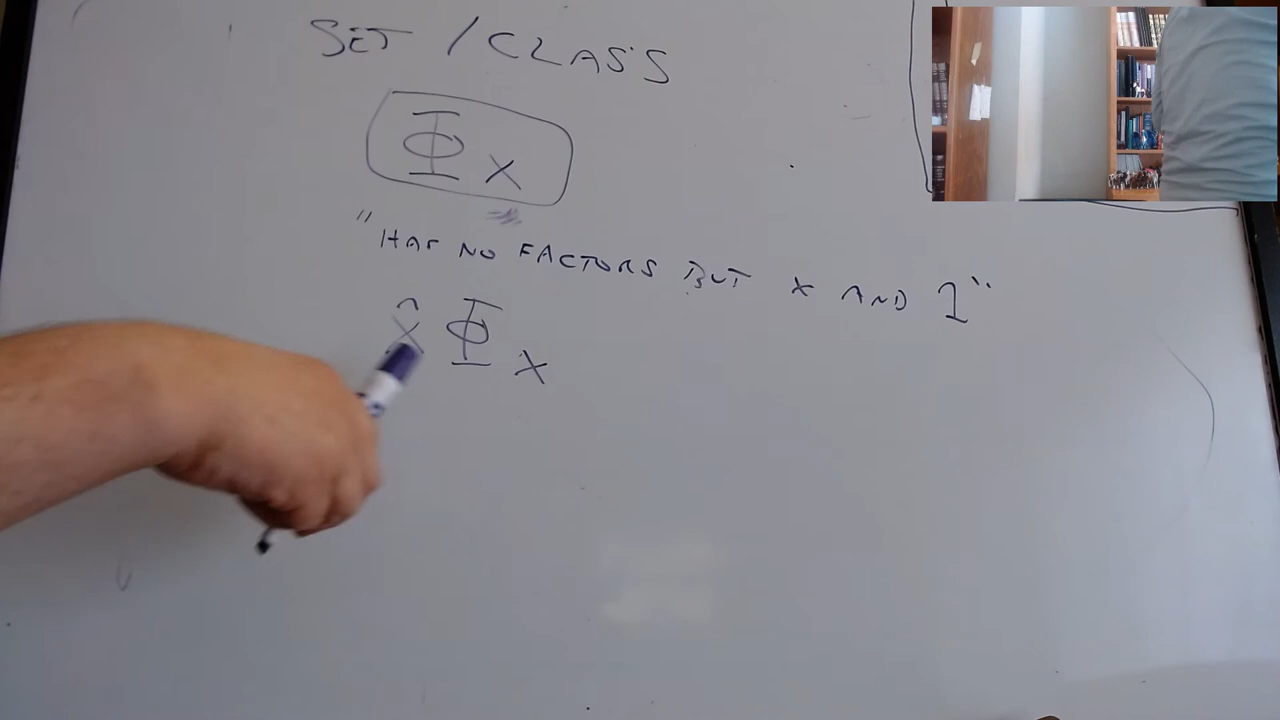 SET / CLASS
Φx
"HAS NO FACTORS BUT x AND 1"
x̂ Φx